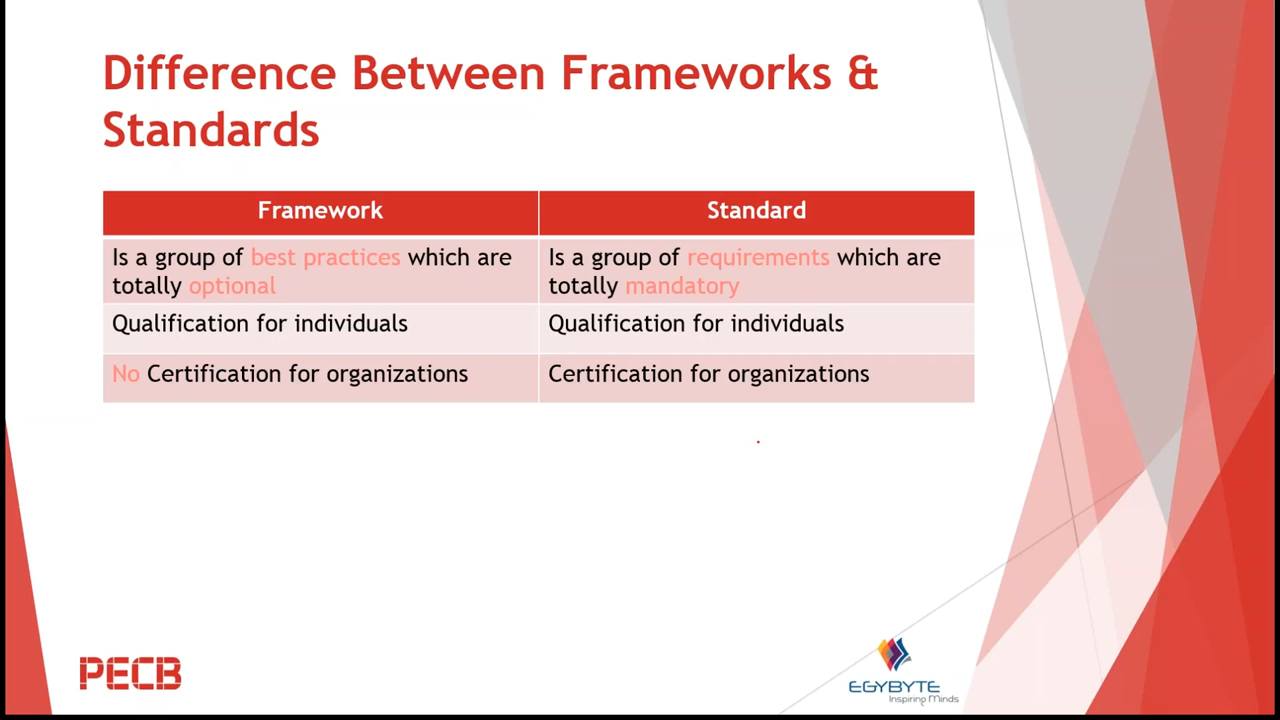 Difference Between Frameworks &
Standards
Framework
Standard
Is a group of best practices which are
totally optional
Is a group of requirements which are
totally mandatory
Qualification for individuals
Qualification for individuals
No Certification for organizations
Certification for organizations
PECB
EGYBYTE
Inspiring Minds